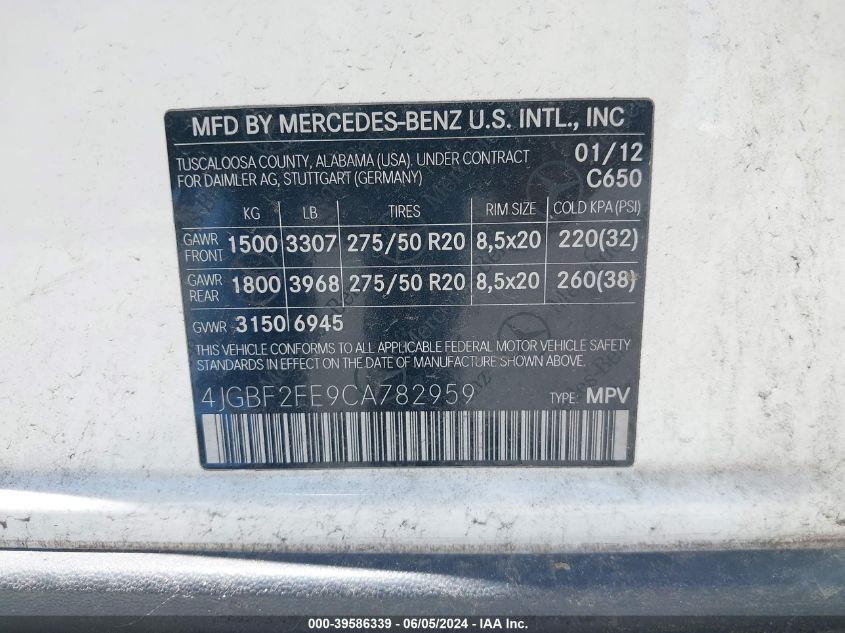 MFD BY MERCEDES-BENZ U.S. INTL., INC
TUSCALOOSA COUNTY, ALABAMA (USA). UNDER CONTRACT 01/12
FOR DAIMLER AG, STUTTGART (GERMANY) C650
KG LB TIRES RIM SIZE COLD KPA (PSI)
GAWR FRONT 1500 3307 275/50 R20 8,5x20 220(32)
GAWR REAR 1800 3968 275/50 R20 8,5x20 260(38)
GVWR 3150 6945
THIS VEHICLE CONFORMS TO ALL APPLICABLE FEDERAL MOTOR VEHICLE SAFETY
STANDARDS IN EFFECT ON THE DATE OF MANUFACTURE SHOWN ABOVE.
4JGBF2FE9CA782959 TYPE: MPV
000-39586339 - 06/05/2024 - IAAI.com